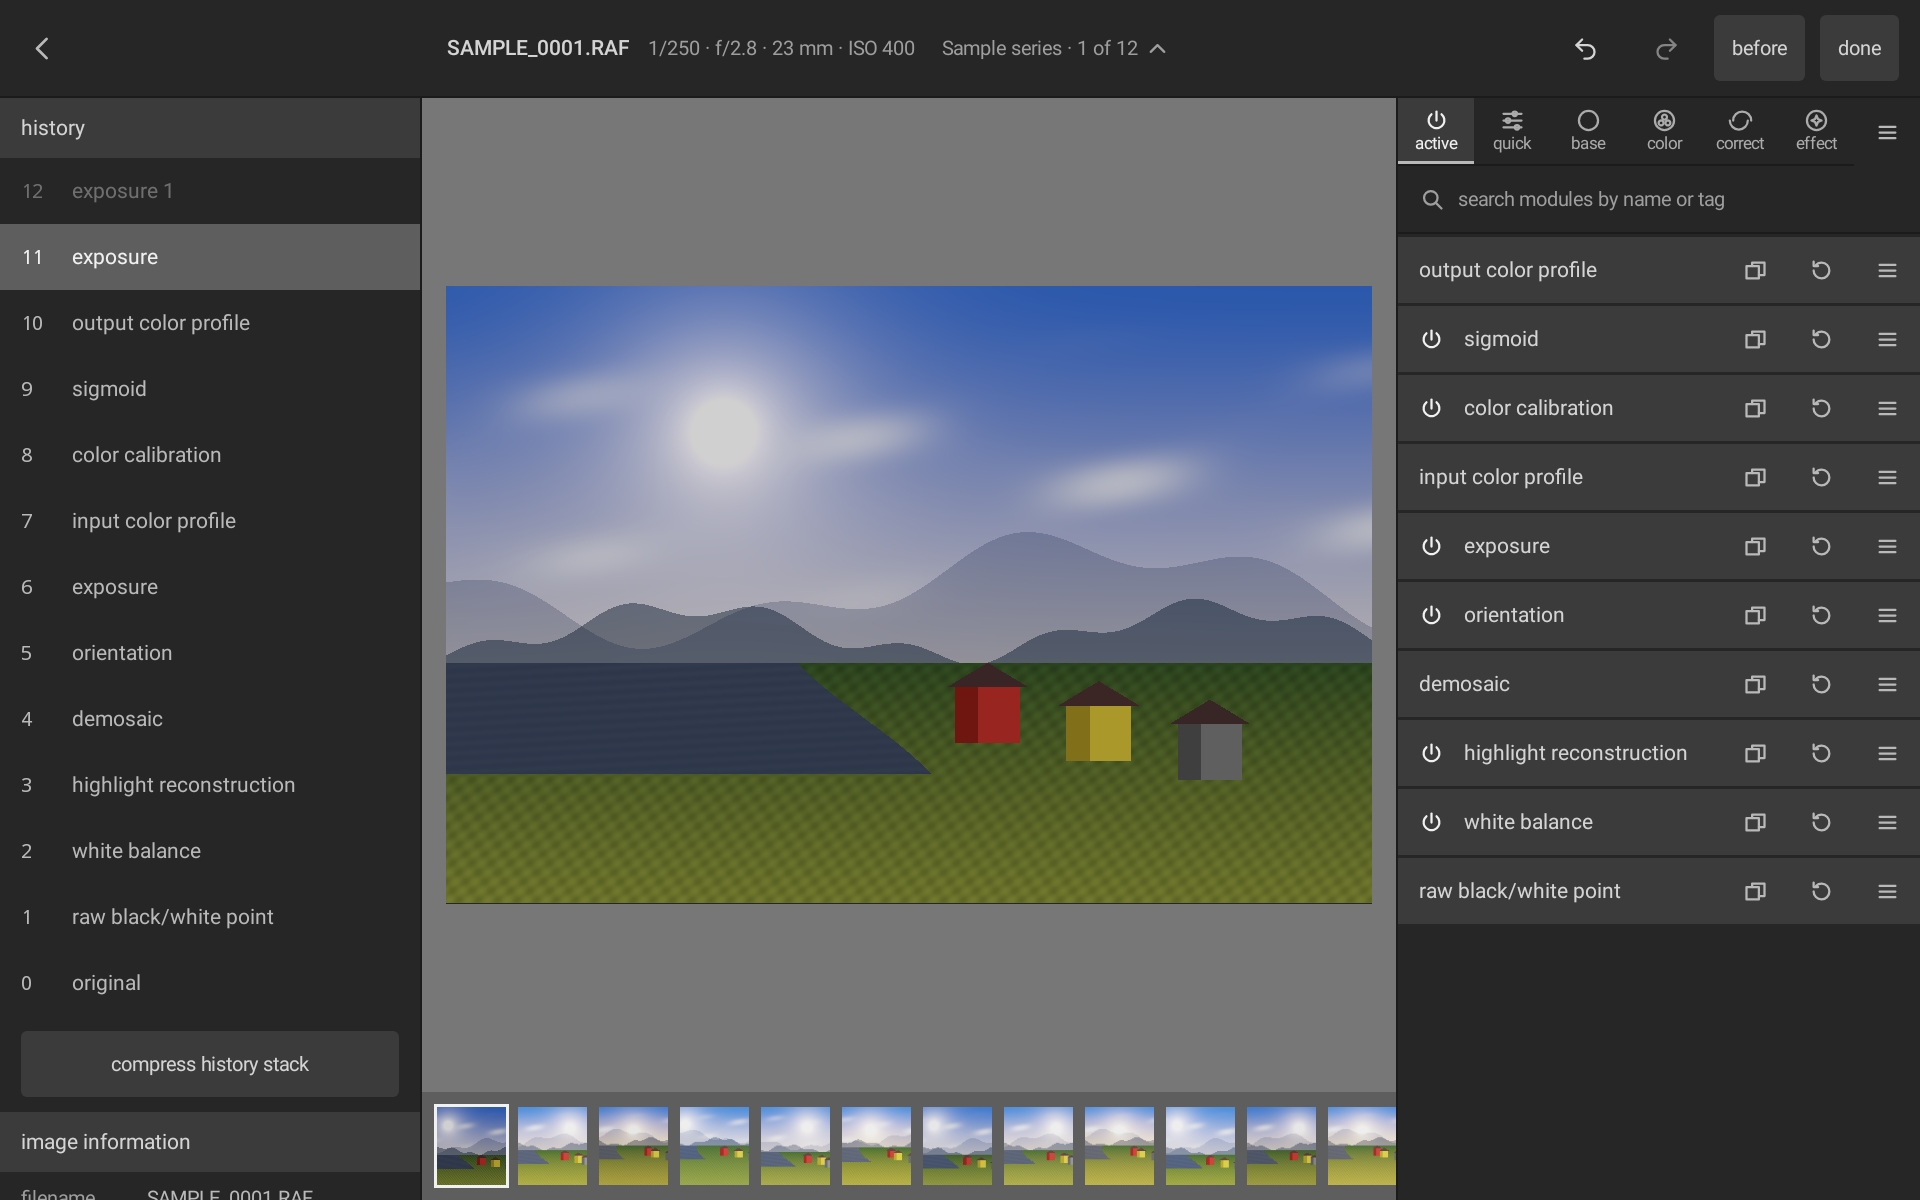 SAMPLE_0001.RAF 1/250 · f/2.8 · 23 mm · ISO 400 Sample series · 1 of 12
before
done
history
12 exposure 1
11 exposure
10 output color profile
9 sigmoid
8 color calibration
7 input color profile
6 exposure
5 orientation
4 demosaic
3 highlight reconstruction
2 white balance
1 raw black/white point
0 original
compress history stack
image information
filename SAMPLE_0001.RAF
active quick base color correct effect
search modules by name or tag
output color profile
sigmoid
color calibration
input color profile
exposure
orientation
demosaic
highlight reconstruction
white balance
raw black/white point